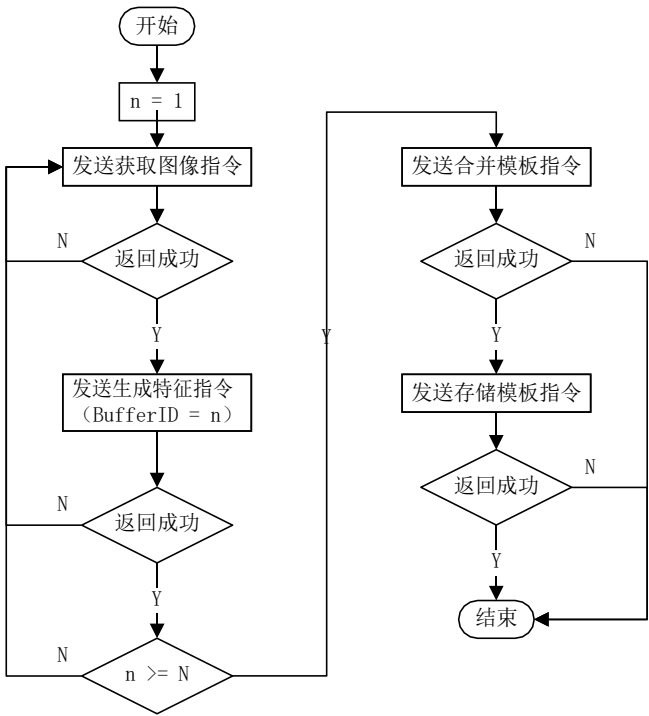 开始
n = 1
发送获取图像指令
N
返回成功
Y
发送生成特征指令
（BufferID = n）
N
返回成功
Y
N
n >= N
Y
发送合并模板指令
N
返回成功
Y
发送存储模板指令
N
返回成功
Y
结束